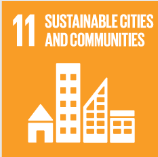 11 SUSTAINABLE CITIES
AND COMMUNITIES